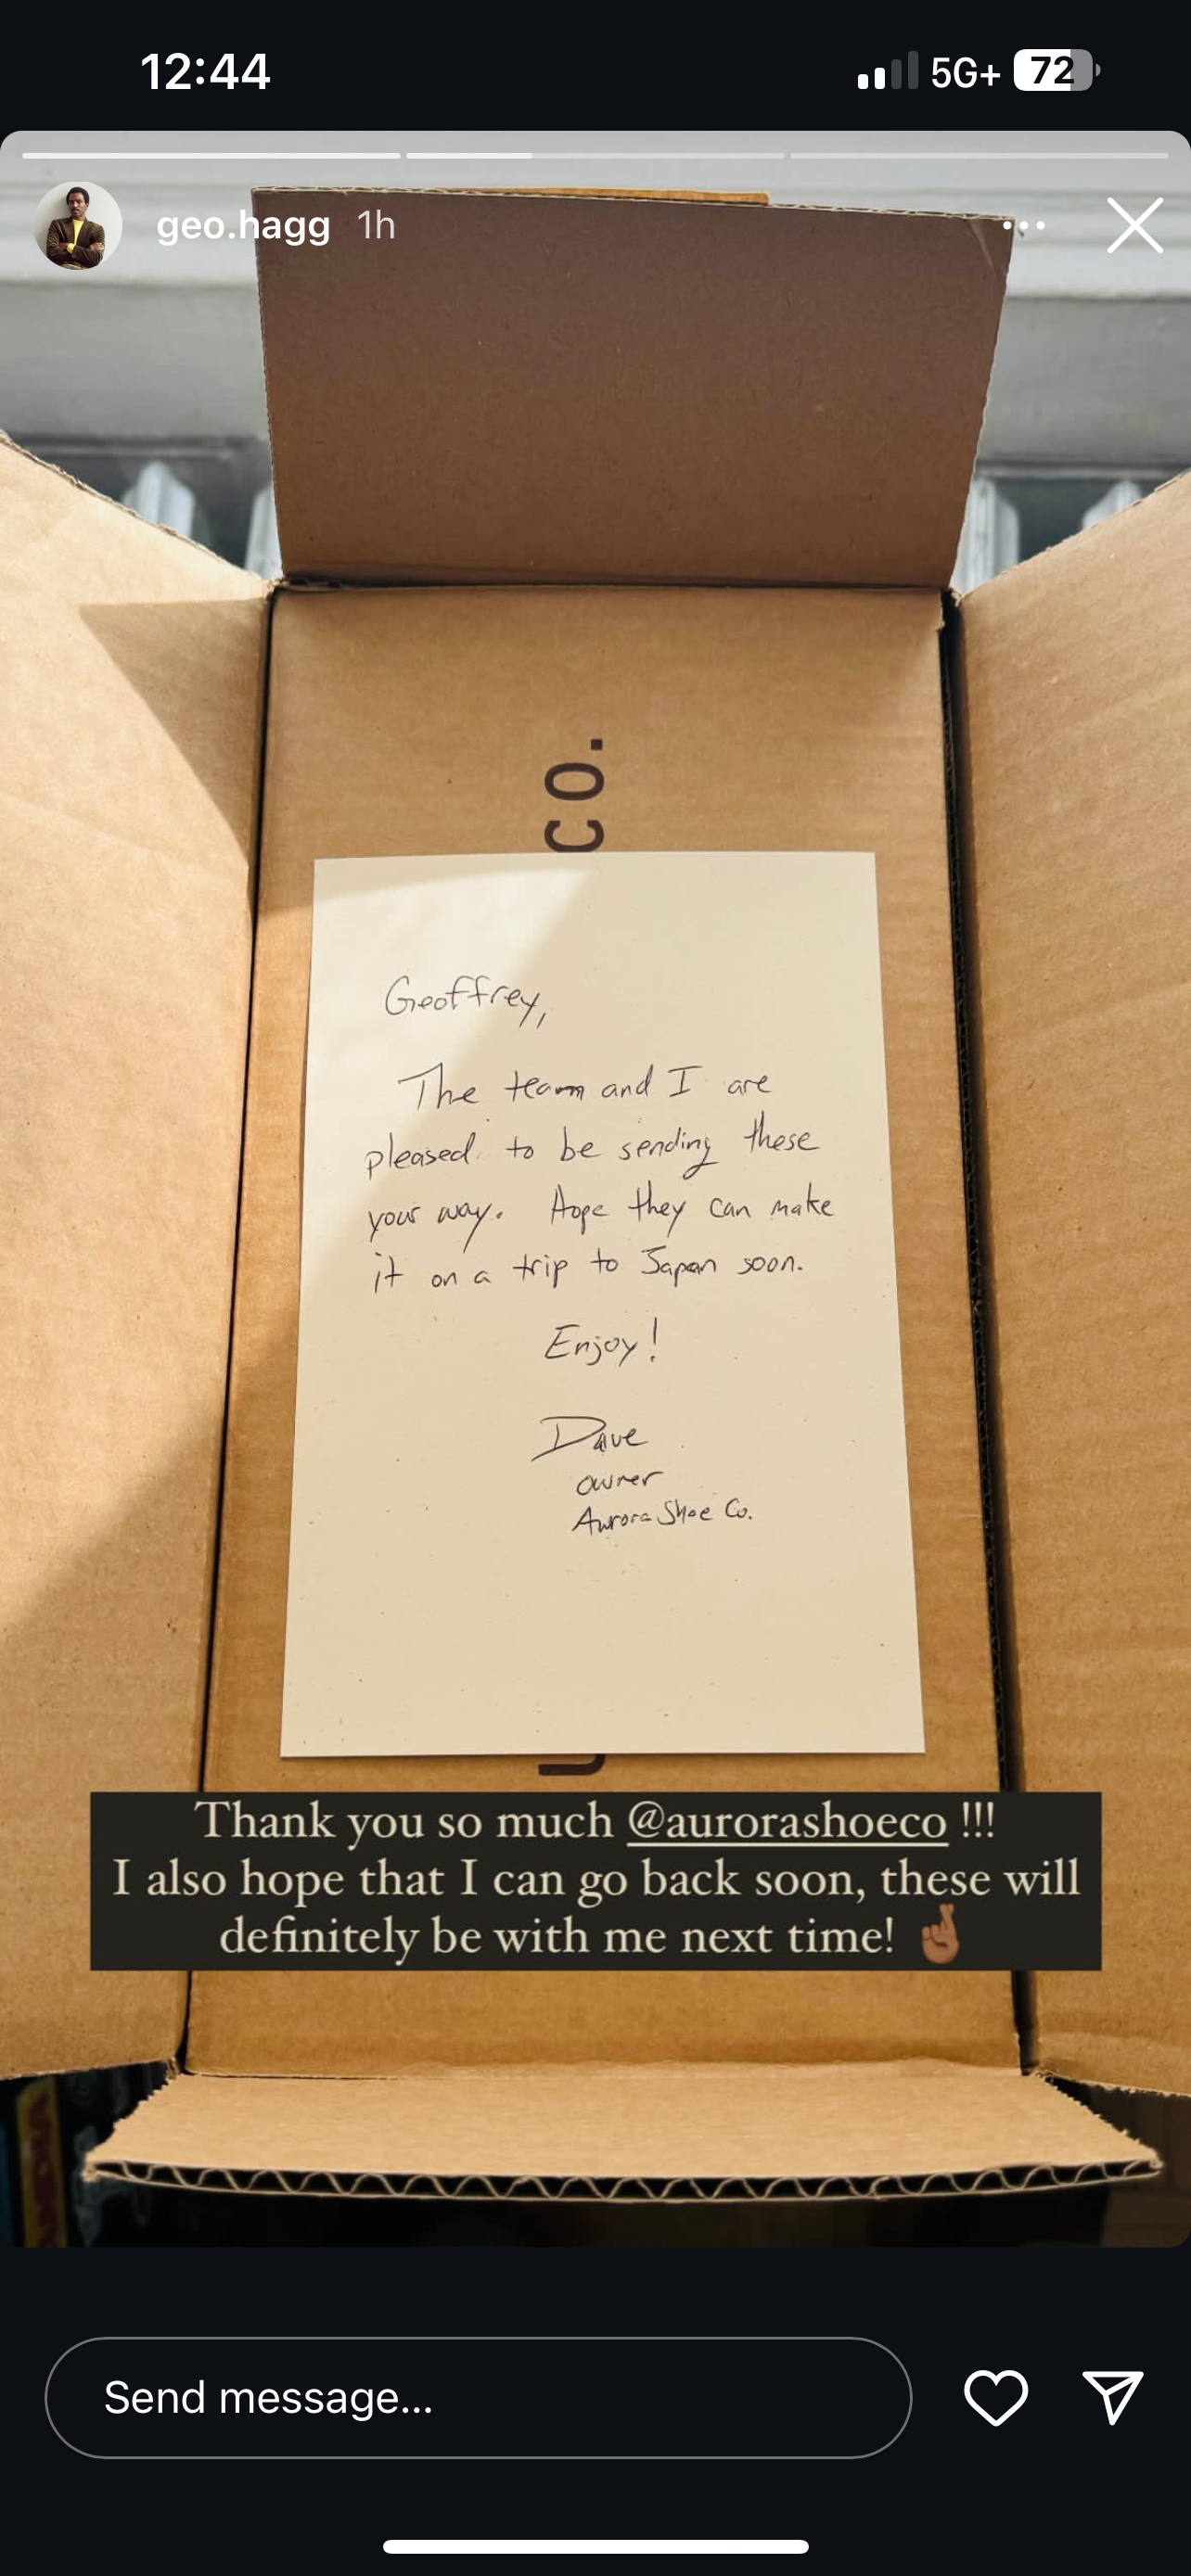 12:44
5G+ 72
geo.hagg 1h
CO.
Geoffrey,
The team and I are
pleased to be sending these
your way. Hope they can make
it on a trip to Japan soon.
Enjoy!
Dave
owner
Aurora Shoe Co.
Thank you so much @aurorashoeco !!!
I also hope that I can go back soon, these will
definitely be with me next time! 🤞🏾
Send message...